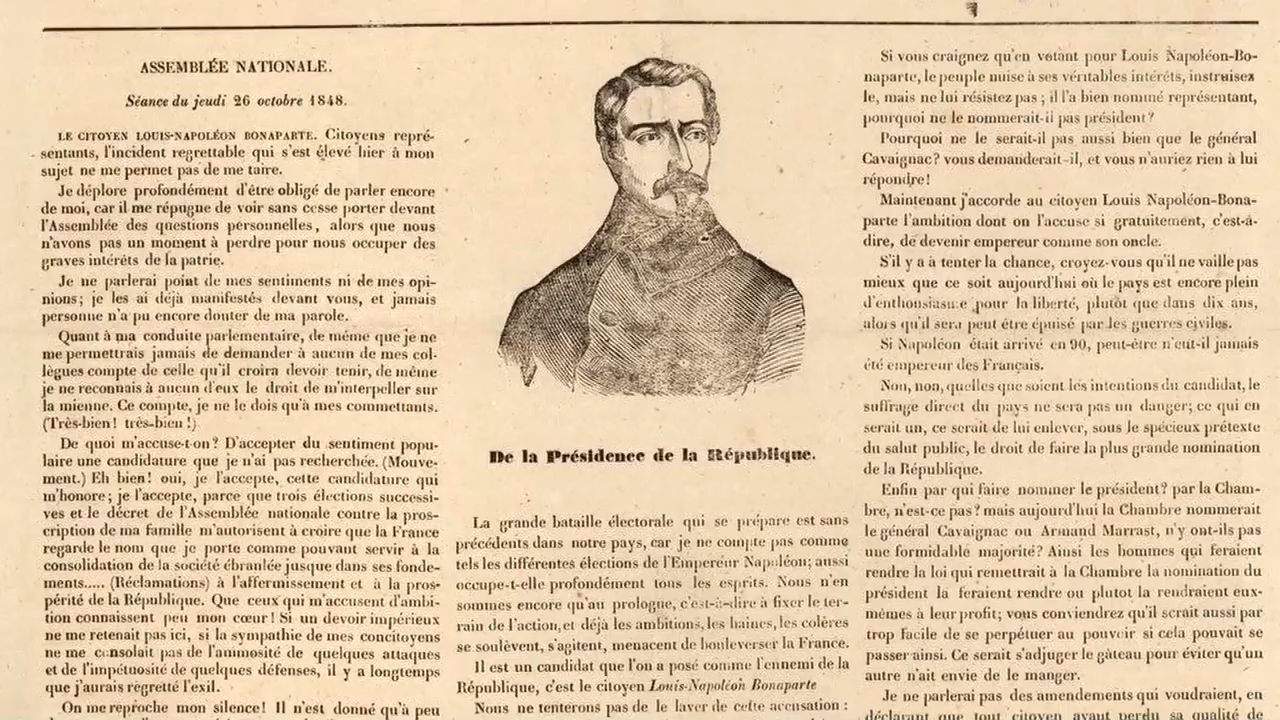 ASSEMBLÉE NATIONALE.
Séance du jeudi 26 octobre 1848.
LE CITOYEN LOUIS-NAPOLÉON BONAPARTE. Citoyens repré-
sentants, l'incident regrettable qui s'est élevé hier à mon
sujet ne me permet pas de me taire.
Je déplore profondément d'être obligé de parler encore
de moi, car il me répugne de voir sans cesse porter devant
l'Assemblée des questions personnelles, alors que nous
n'avons pas un moment à perdre pour nous occuper des
graves intérêts de la patrie.
Je ne parlerai point de mes sentiments ni de mes opi-
nions; je les ai déjà manifestés devant vous, et jamais
personne n'a pu encore douter de ma parole.
Quant à ma conduite parlementaire, de même que je ne
me permettrais jamais de demander à aucun de mes col-
lègues compte de celle qu'il croira devoir tenir, de même
je ne reconnais à aucun d'eux le droit de m'interpeller sur
la mienne. Ce compte, je ne le dois qu'à mes commettants.
(Très-bien! très-bien!)
De quoi m'accuse-t-on? D'accepter du sentiment popu-
laire une candidature que je n'ai pas recherchée. (Mouve-
ment.) Eh bien! oui, je l'accepte, cette candidature qui
m'honore; je l'accepte, parce que trois élections successi-
ves et le décret de l'Assemblée nationale contre la pros-
cription de ma famille m'autorisent à croire que la France
regarde le nom que je porte comme pouvant servir à la
consolidation de la société ébranlée jusque dans ses fonde-
ments..... (Réclamations) à l'affermissement et à la pros-
périté de la République. Que ceux qui m'accusent d'ambi-
tion connaissent peu mon cœur! Si un devoir impérieux
ne me retenait pas ici, si la sympathie de mes concitoyens
ne me consolait pas de l'animosité de quelques attaques
et de l'impétuosité de quelques défenses, il y a longtemps
que j'aurais regretté l'exil.
On me reproche mon silence! Il n'est donné qu'à peu
De la Présidence de la République.
La grande bataille électorale qui se prépare est sans
précédents dans notre pays, car je ne compte pas comme
tels les différentes élections de l'Empereur Napoléon; aussi
occupe-t-elle profondément tous les esprits. Nous n'en
sommes encore qu'au prologue, c'est-à-dire à fixer le ter-
rain de l'action, et déjà les ambitions, les haines, les colères
se soulèvent, s'agitent, menacent de bouleverser la France.
Il est un candidat que l'on a posé comme l'ennemi de la
République, c'est le citoyen Louis-Napoléon Bonaparte
Nous ne tenterons pas de le laver de cette accusation :
Si vous craignez qu'en votant pour Louis Napoléon-Bo-
naparte, le peuple nuise à ses véritables intérêts, instruisez
le, mais ne lui résistez pas; il l'a bien nommé représentant,
pourquoi ne le nommerait-il pas président?
Pourquoi ne le serait-il pas aussi bien que le général
Cavaignac? vous demanderait-il, et vous n'auriez rien à lui
répondre!
Maintenant j'accorde au citoyen Louis Napoléon-Bona-
parte l'ambition dont on l'accuse si gratuitement, c'est-à-
dire, de devenir empereur comme son oncle.
S'il y a à tenter la chance, croyez-vous qu'il ne vaille pas
mieux que ce soit aujourd'hui où le pays est encore plein
d'enthousiasme pour la liberté, plutôt que dans dix ans,
alors qu'il sera peut être épuisé par les guerres civiles.
Si Napoléon était arrivé en 90, peut-être n'eut-il jamais
été empereur des Français.
Non, non, quelles que soient les intentions du candidat, le
suffrage direct du pays ne sera pas un danger; ce qui en
serait un, ce serait de lui enlever, sous le spécieux prétexte
du salut public, le droit de faire la plus grande nomination
de la République.
Enfin par qui faire nommer le président? par la Cham-
bre, n'est-ce pas? mais aujourd'hui la Chambre nommerait
le général Cavaignac ou Armand Marrast, n'y ont-ils pas
une formidable majorité? Ainsi les hommes qui feraient
rendre la loi qui remettrait à la Chambre la nomination du
président la feraient rendre ou plutot la rendraient eux-
mêmes à leur profit; vous conviendrez qu'il serait aussi par
trop facile de se perpétuer au pouvoir si cela pouvait se
passer ainsi. Ce serait s'adjuger le gâteau pour éviter qu'un
autre n'ait envie de le manger.
Je ne parlerai pas des amendements qui voudraient, en
déclarant que tout citoyen ayant perdu sa qualité de